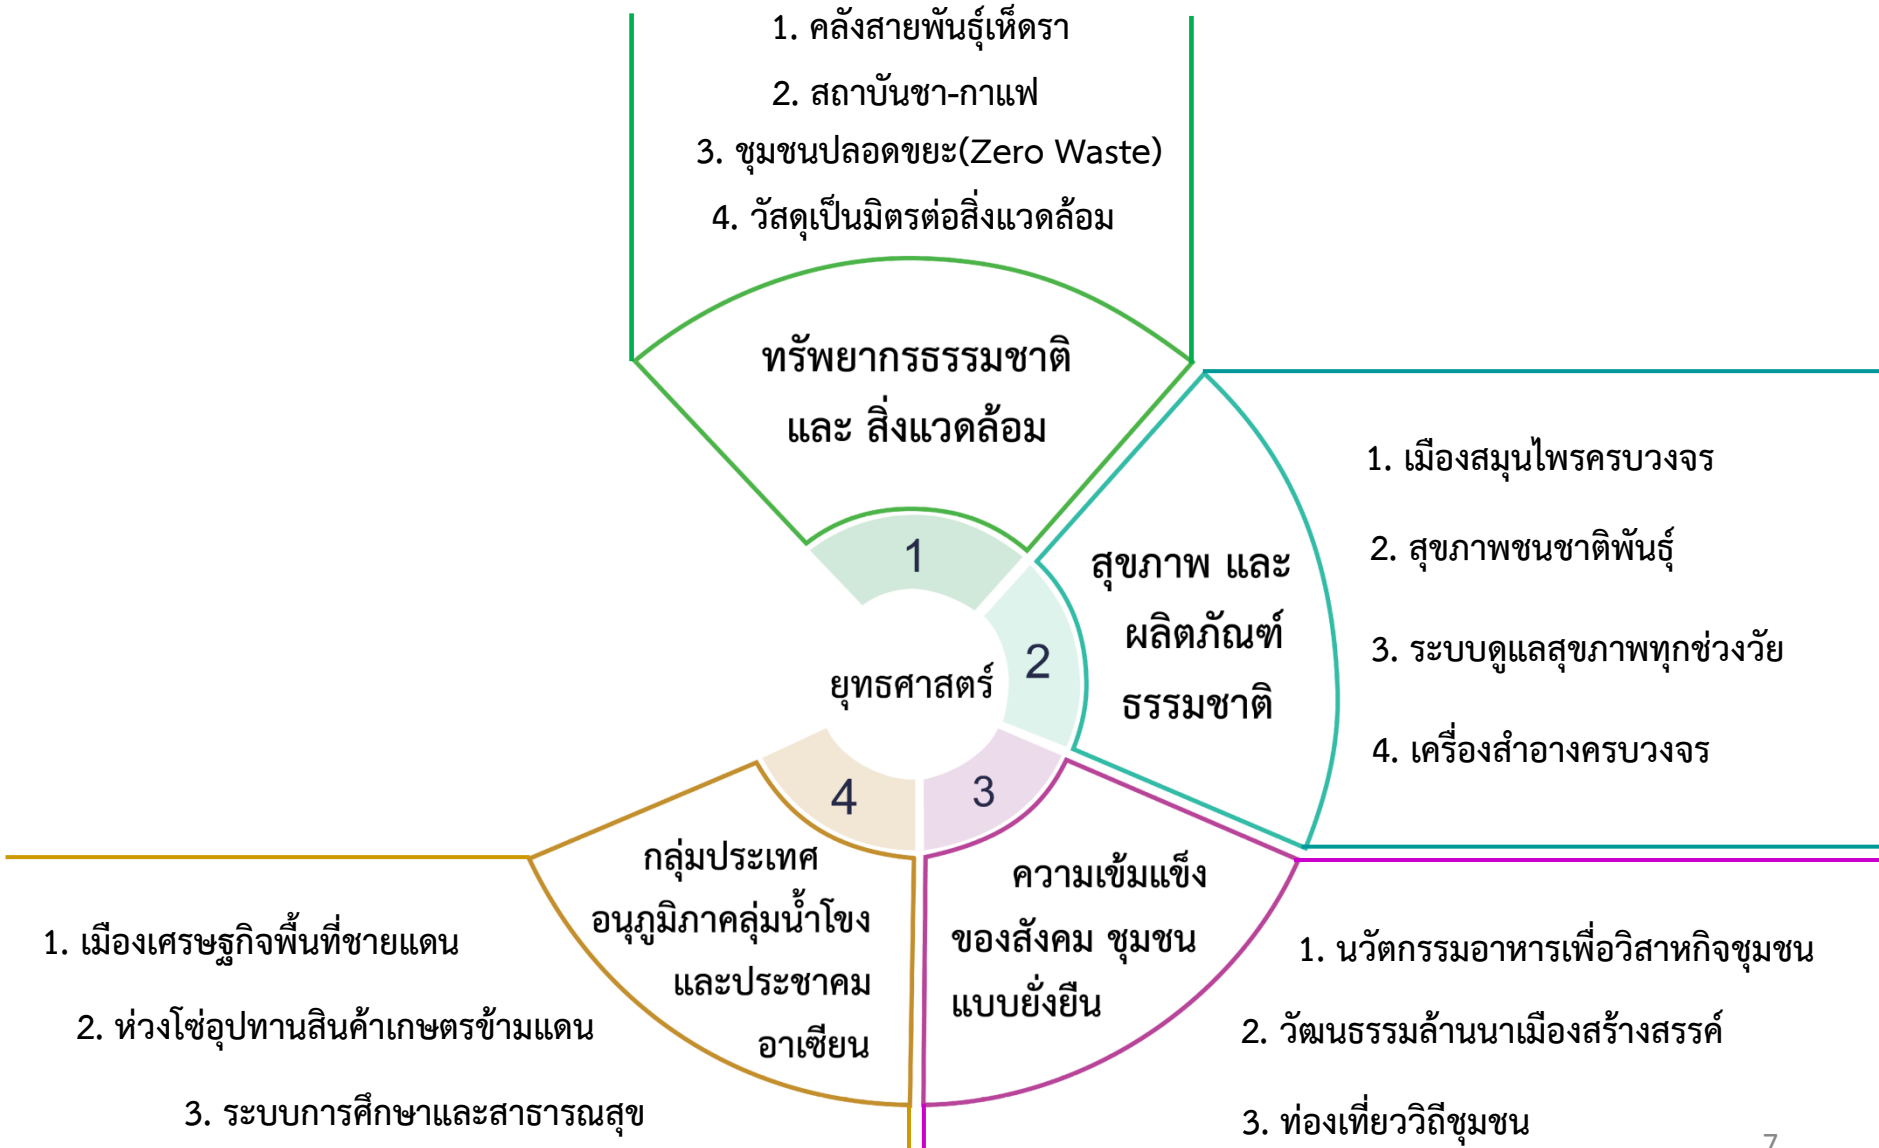 1. คลังสายพันธุ์เห็ดรา
2. สถาบันชา-กาแฟ
3. ชุมชนปลอดขยะ(Zero Waste)
4. วัสดุเป็นมิตรต่อสิ่งแวดล้อม
ทรัพยากรธรรมชาติ
และ สิ่งแวดล้อม
1
สุขภาพ และ
ผลิตภัณฑ์
ธรรมชาติ
2
1. เมืองสมุนไพรครบวงจร
2. สุขภาพชนชาติพันธุ์
3. ระบบดูแลสุขภาพทุกช่วงวัย
4. เครื่องสำอางครบวงจร
ยุทธศาสตร์
3
ความเข้มแข็ง
ของสังคม ชุมชน
แบบยั่งยืน
1. นวัตกรรมอาหารเพื่อวิสาหกิจชุมชน
2. วัฒนธรรมล้านนาเมืองสร้างสรรค์
3. ท่องเที่ยววิถีชุมชน
4
กลุ่มประเทศ
อนุภูมิภาคลุ่มน้ำโขง
และประชาคม
อาเซียน
1. เมืองเศรษฐกิจพื้นที่ชายแดน
2. ห่วงโซ่อุปทานสินค้าเกษตรข้ามแดน
3. ระบบการศึกษาและสาธารณสุข
7